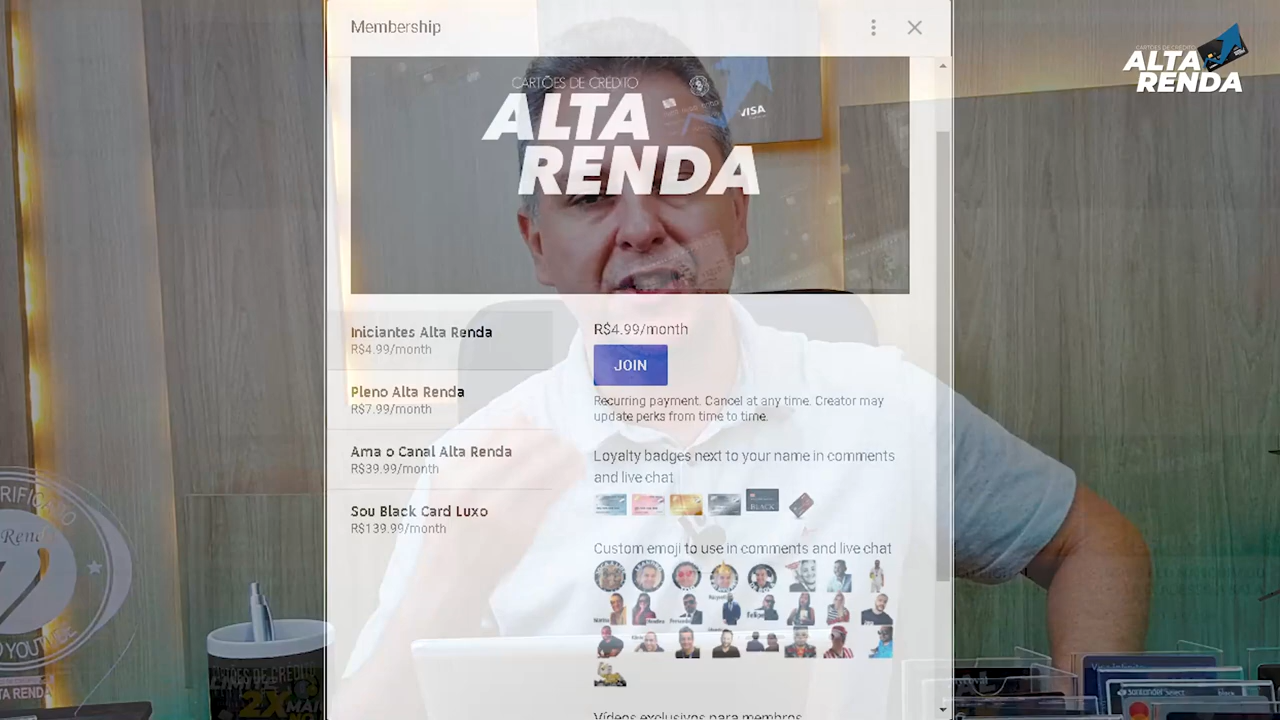 Membership
CARTÕES DE CRÉDITO
ALTA
RENDA
VISA
CARTÕES DE CRÉDITO
ALTA
RENDA
Iniciantes Alta Renda
R$4.99/month
Pleno Alta Renda
R$7.99/month
Ama o Canal Alta Renda
R$39.99/month
Sou Black Card Luxo
R$139.99/month
R$4.99/month
JOIN
Recurring payment. Cancel at any time. Creator may
update perks from time to time.
Loyalty badges next to your name in comments
and live chat
BLACK
Custom emoji to use in comments and live chat
Vídeos exclusivos para membros
YOUTUBE
ALTA RENDA
CARTÕES DE CRÉDITO
2X
Santander Select
Black